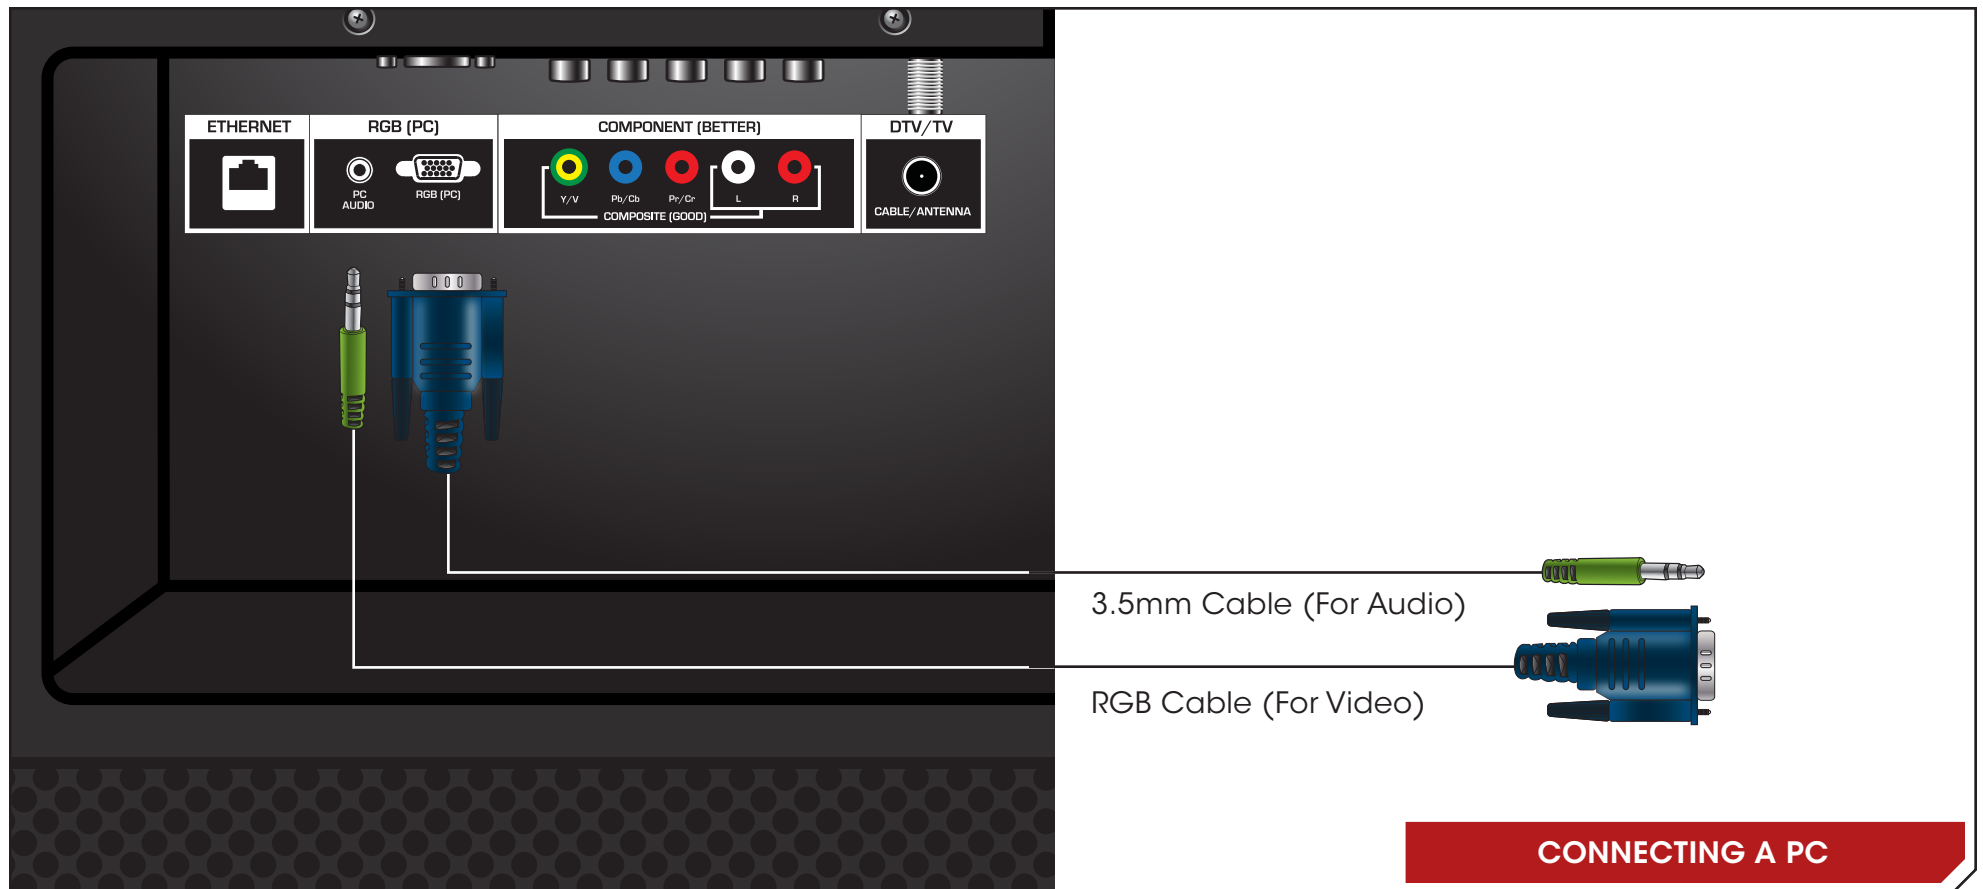 ETHERNET
RGB (PC)
COMPONENT (BETTER)
DTV/TV
PC
AUDIO
RGB (PC)
Y/V
Pb/Cb
Pr/Cr
L
R
COMPOSITE (GOOD)
CABLE/ANTENNA
3.5mm Cable (For Audio)
RGB Cable (For Video)
CONNECTING A PC